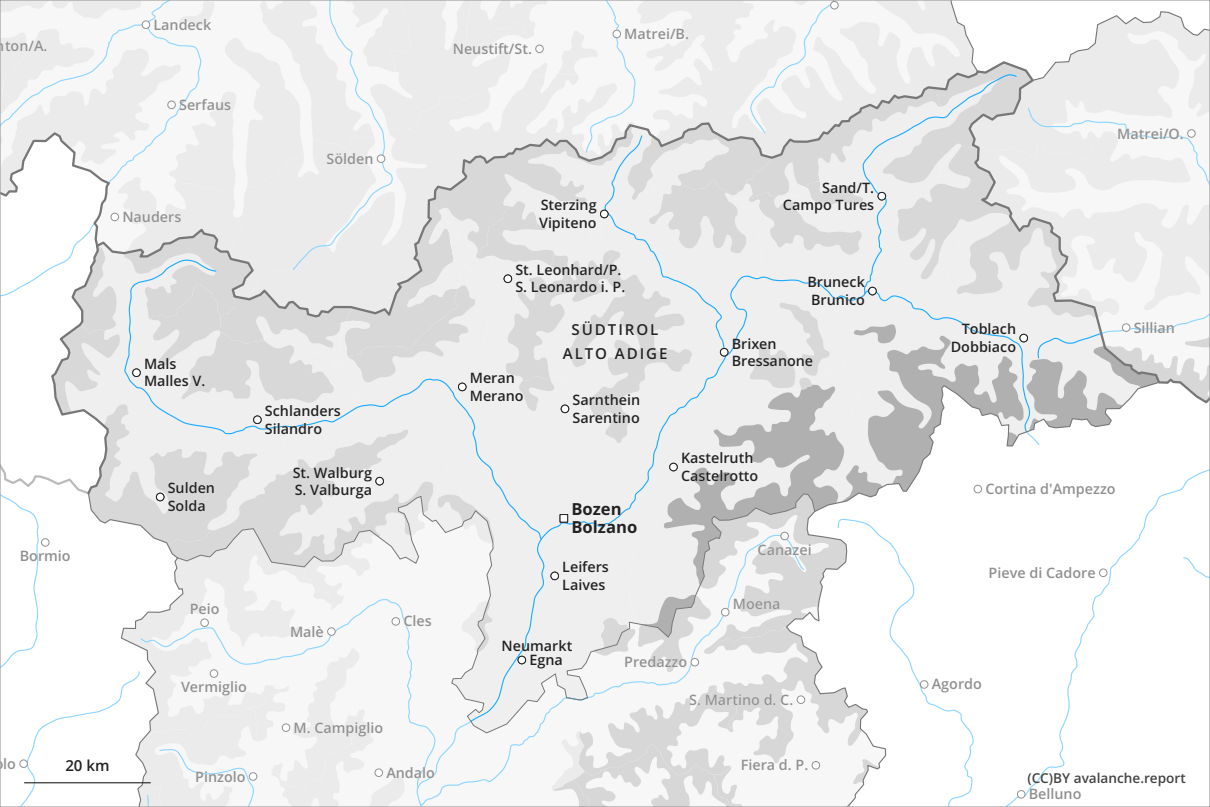 Landeck
Matrei/B.
nton/A.
Neustift/St.
Serfaus
Matrei/O.
Sölden
Sand/T.
Campo Tures
Sterzing
Vipiteno
Nauders
St. Leonhard/P.
S. Leonardo i. P.
Bruneck
Brunico
SÜDTIROL
ALTO ADIGE
Toblach
Dobbiaco
Sillian
Brixen
Bressanone
Mals
Malles V.
Meran
Merano
Schlanders
Silandro
Sarnthein
Sarentino
Kastelruth
Castelrotto
St. Walburg
S. Valburga
Sulden
Solda
Cortina d'Ampezzo
Bozen
Bolzano
Bormio
Canazei
Leifers
Laives
Pieve di Cadore
Peio
Moena
Cles
Malè
Neumarkt
Egna
Predazzo
Vermiglio
Agordo
S. Martino d. C.
M. Campiglio
olo
20 km
Fiera d. P.
Pinzolo
Andalo
(CC)BY avalanche.report
Belluno